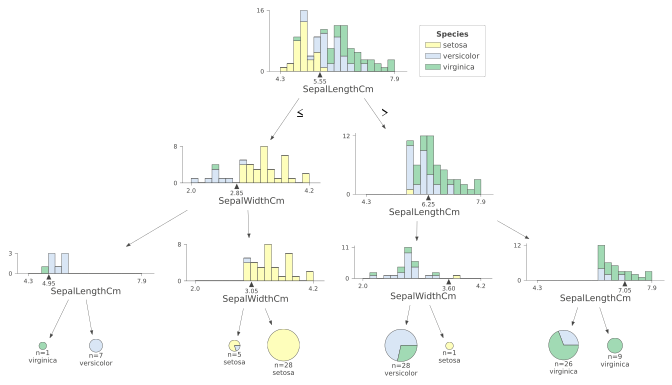 16
0
4.3
5.55
7.9
SepalLengthCm
Species
setosa
versicolor
virginica
≤
>
8
0
2.0
2.85
4.2
SepalWidthCm
12
0
4.3
6.25
7.9
SepalLengthCm
3
0
4.3
4.95
7.9
SepalLengthCm
8
0
2.0
3.05
4.2
SepalWidthCm
11
0
2.0
3.60
4.2
SepalWidthCm
12
0
4.3
7.05
7.9
SepalLengthCm
n=1
virginica
n=7
versicolor
n=5
setosa
n=28
setosa
n=28
versicolor
n=1
setosa
n=26
virginica
n=9
virginica